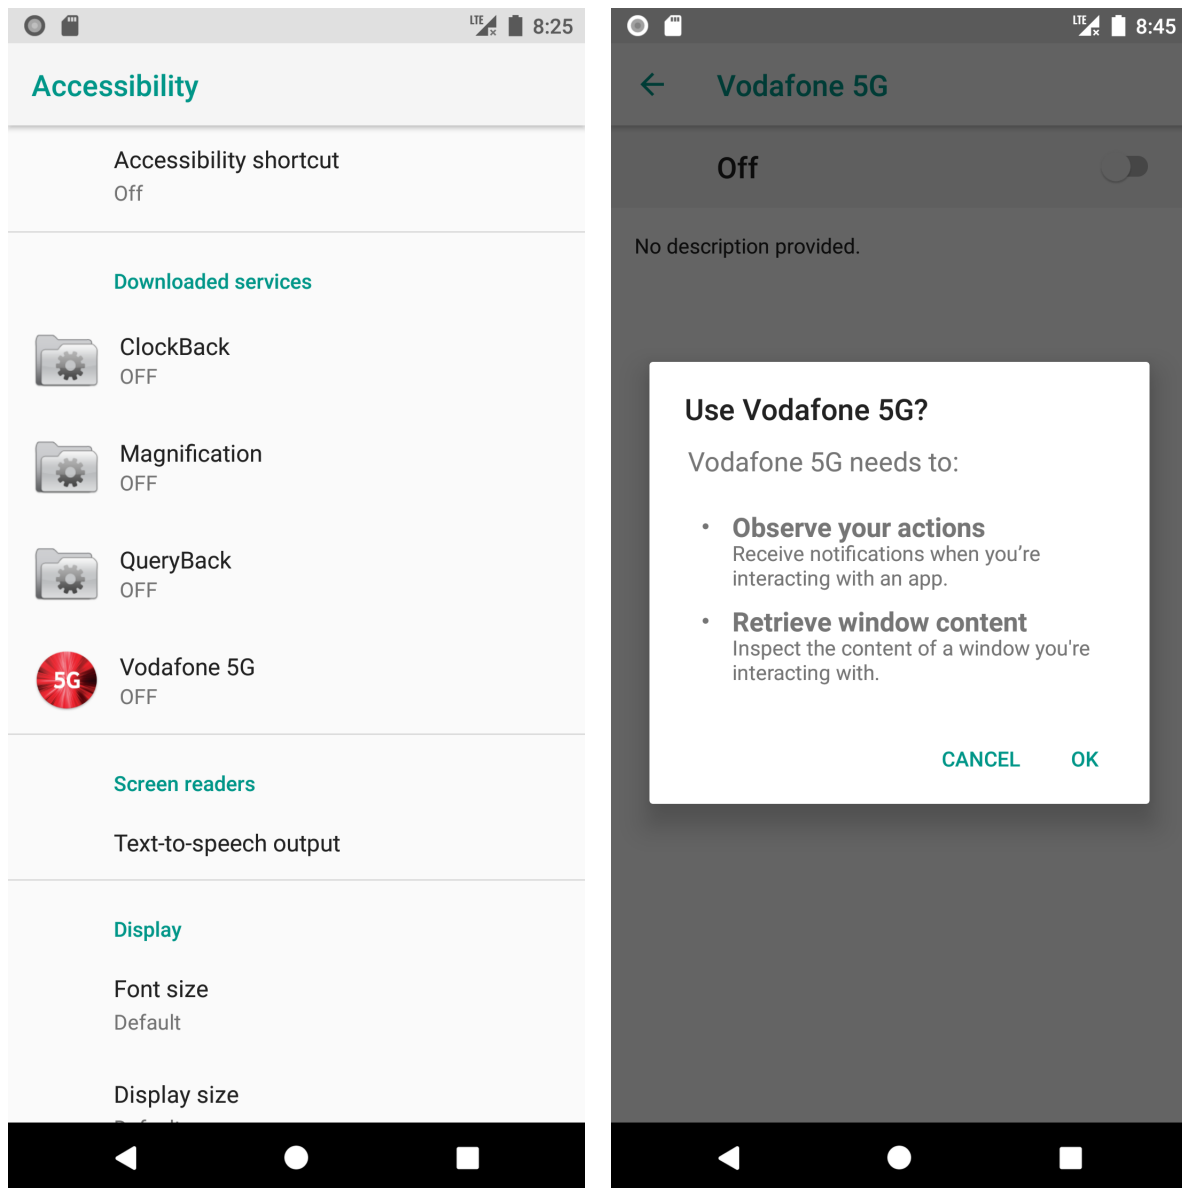 LTE 8:25
Accessibility
Accessibility shortcut
Off
Downloaded services
ClockBack
OFF
Magnification
OFF
QueryBack
OFF
5G
Vodafone 5G
OFF
Screen readers
Text-to-speech output
Display
Font size
Default
Display size
LTE 8:45
Vodafone 5G
Off
No description provided.
Use Vodafone 5G?
Vodafone 5G needs to:
• Observe your actions
Receive notifications when you’re
interacting with an app.
• Retrieve window content
Inspect the content of a window you're
interacting with.
CANCEL OK